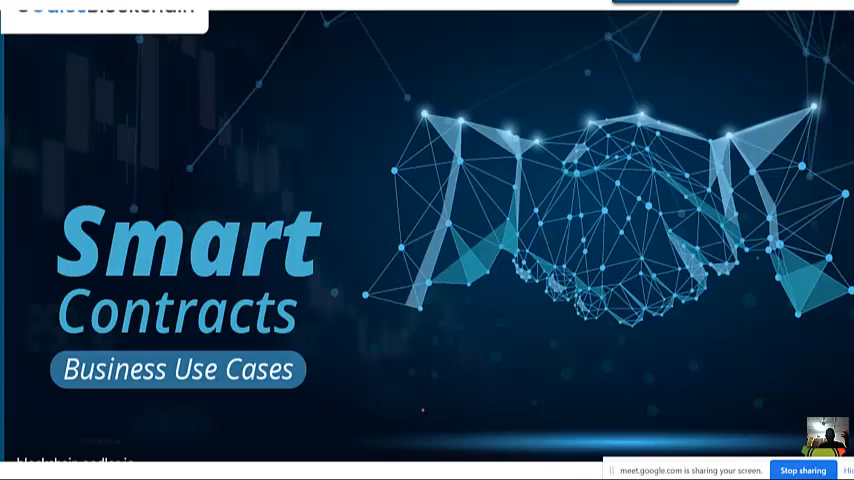 Smart
Contracts
Business Use Cases
meet.google.com is sharing your screen.
Stop sharing